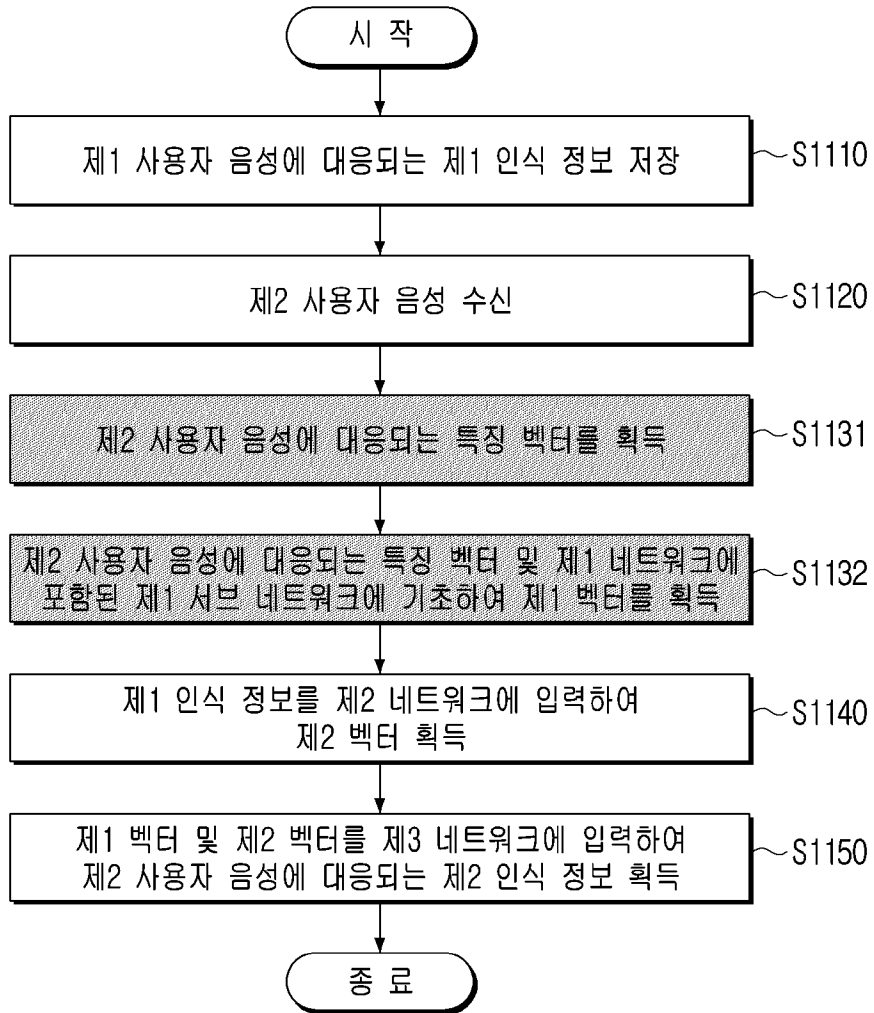 시 작
제1 사용자 음성에 대응되는 제1 인식 정보 저장
S1110
제2 사용자 음성 수신
S1120
제2 사용자 음성에 대응되는 특징 벡터를 획득
S1131
제2 사용자 음성에 대응되는 특징 벡터 및 제1 네트워크에
포함된 제1 서브 네트워크에 기초하여 제1 벡터를 획득
S1132
제1 인식 정보를 제2 네트워크에 입력하여
제2 벡터 획득
S1140
제1 벡터 및 제2 벡터를 제3 네트워크에 입력하여
제2 사용자 음성에 대응되는 제2 인식 정보 획득
S1150
종 료